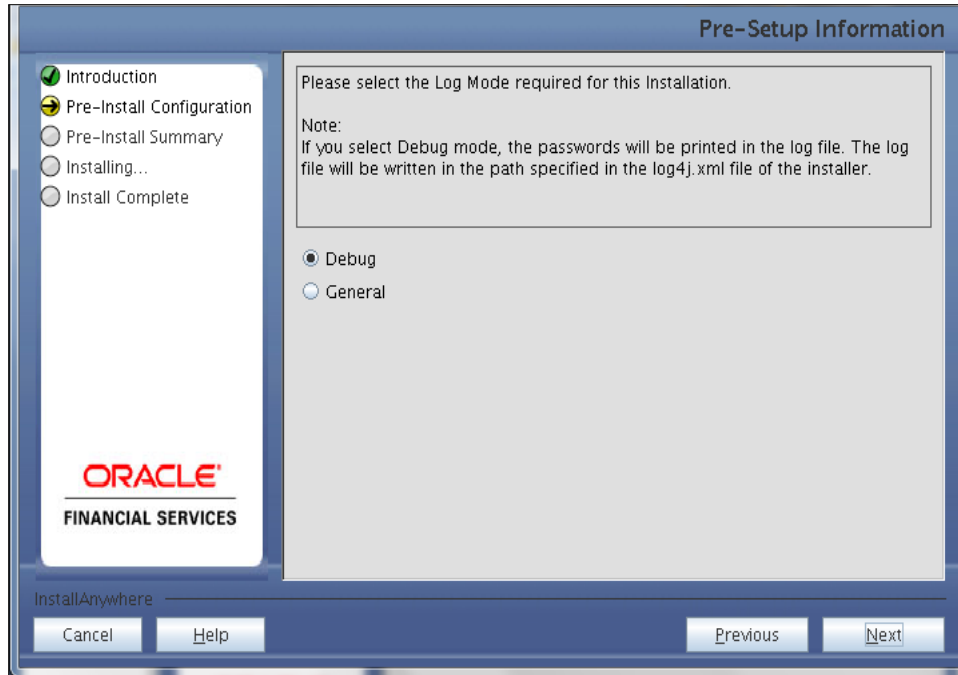 Pre-Setup Information
Introduction
Pre-Install Configuration
Pre-Install Summary
Installing...
Install Complete
Please select the Log Mode required for this Installation.
Note:
If you select Debug mode, the passwords will be printed in the log file. The log
file will be written in the path specified in the log4j.xml file of the installer.
Debug
General
ORACLE'
FINANCIAL SERVICES
InstallAnywhere
Cancel
Help
Previous
Next